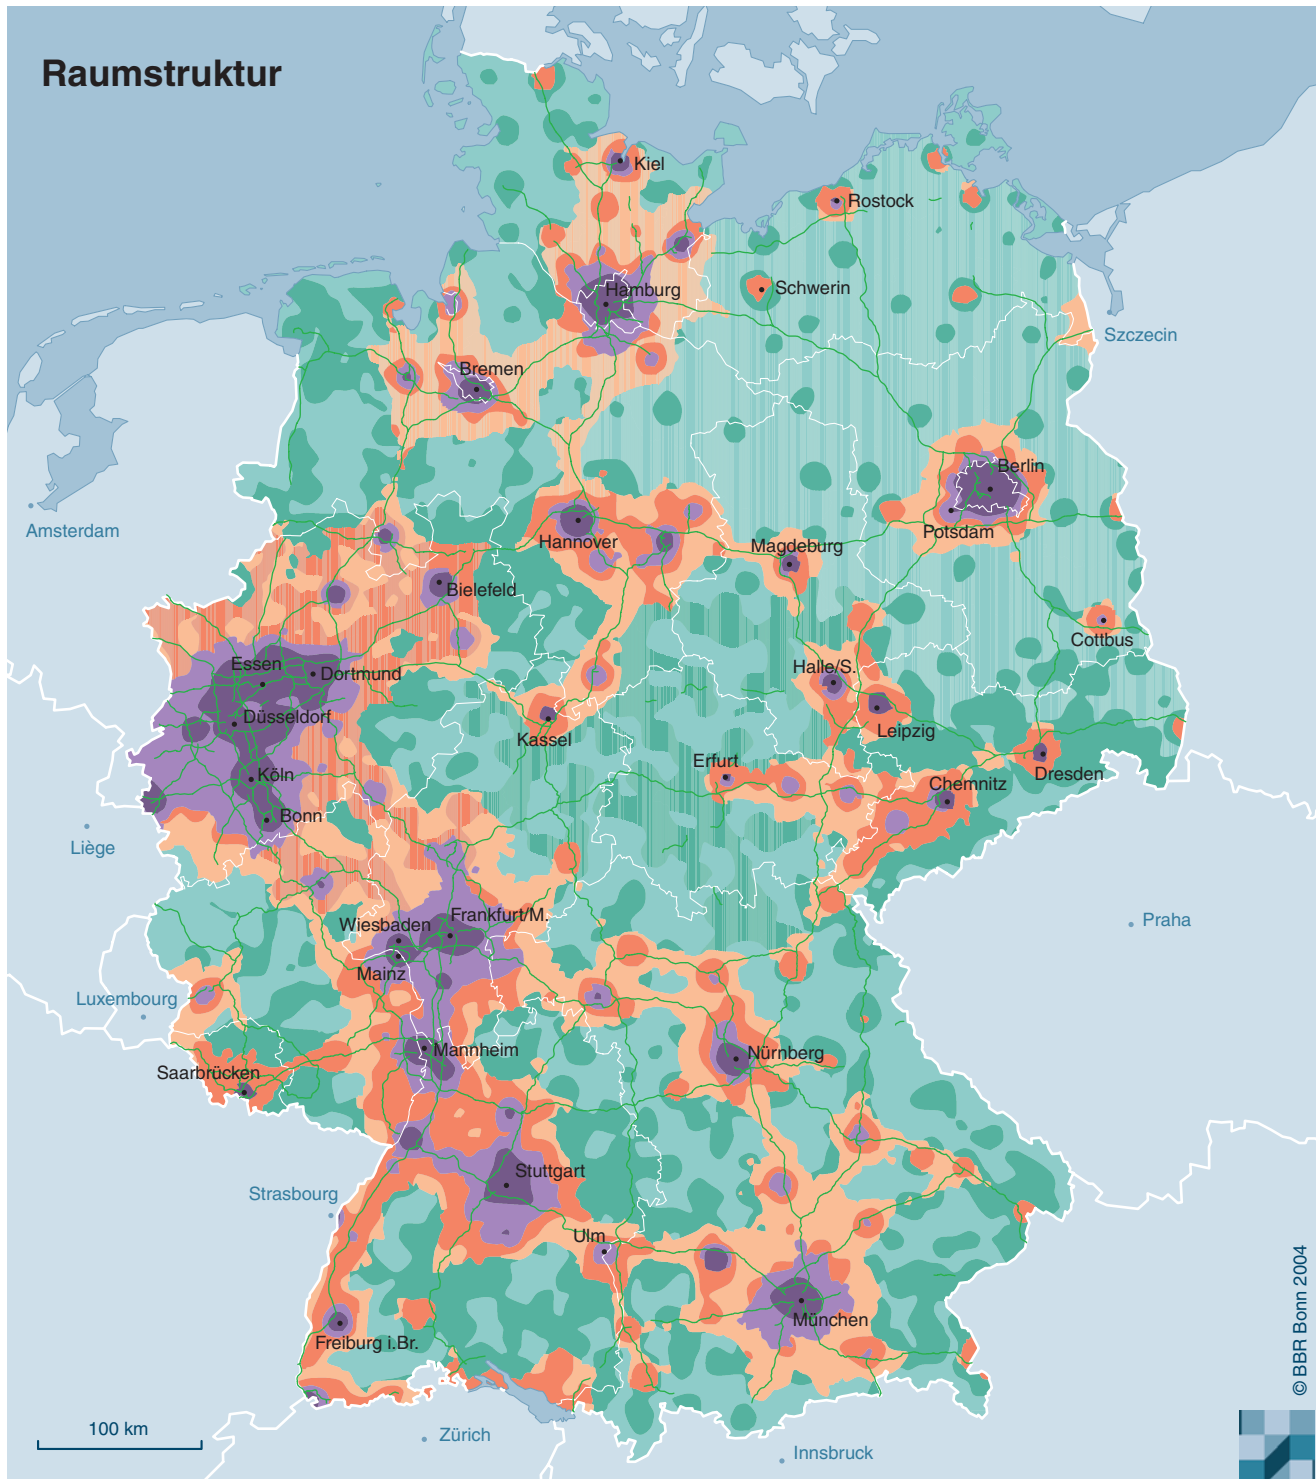 Raumstruktur
Kiel
Rostock
Hamburg
Schwerin
Szczecin
Bremen
Berlin
Amsterdam
Potsdam
Hannover
Magdeburg
Bielefeld
Cottbus
Essen
Dortmund
Halle/S.
Düsseldorf
Leipzig
Kassel
Erfurt
Köln
Dresden
Chemnitz
Bonn
Liège
Frankfurt/M.
Wiesbaden
Praha
Mainz
Luxembourg
Mannheim
Nürnberg
Saarbrücken
Stuttgart
Strasbourg
Ulm
München
Freiburg i.Br.
100 km
Zürich
Innsbruck
© BBR Bonn 2004